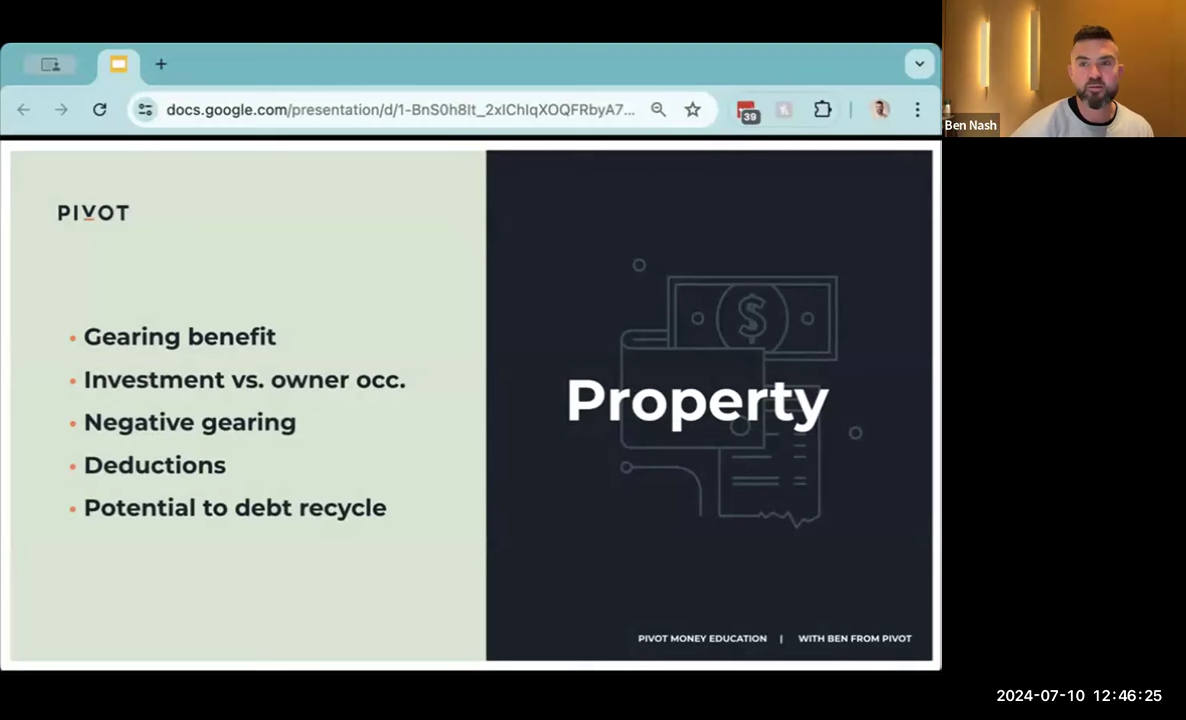 docs.google.com/presentation/d/1-BnS0h8lt_2xIChIqXOQFRbyA7...
39
Ben Nash
PIVOT
• Gearing benefit
• Investment vs. owner occ.
• Negative gearing
• Deductions
• Potential to debt recycle
$
Property
PIVOT MONEY EDUCATION | WITH BEN FROM PIVOT
2024-07-10 12:46:25